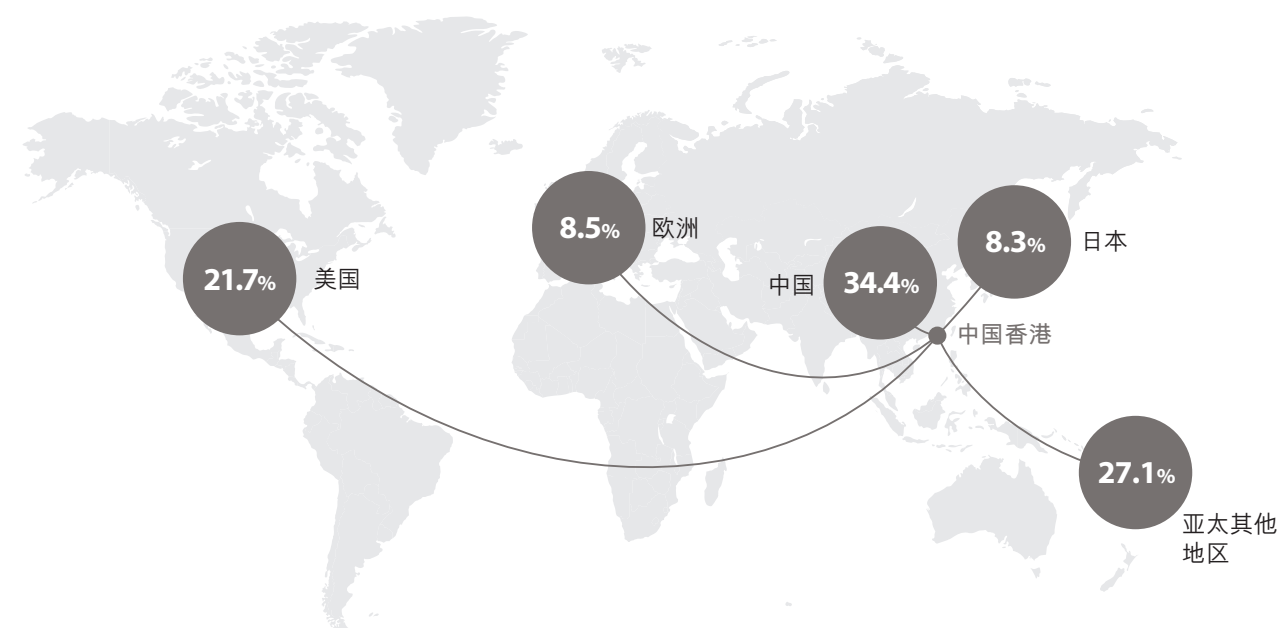 8.5%
欧洲
8.3%
日本
21.7%
美国
中国
34.4%
中国香港
27.1%
亚太其他
地区